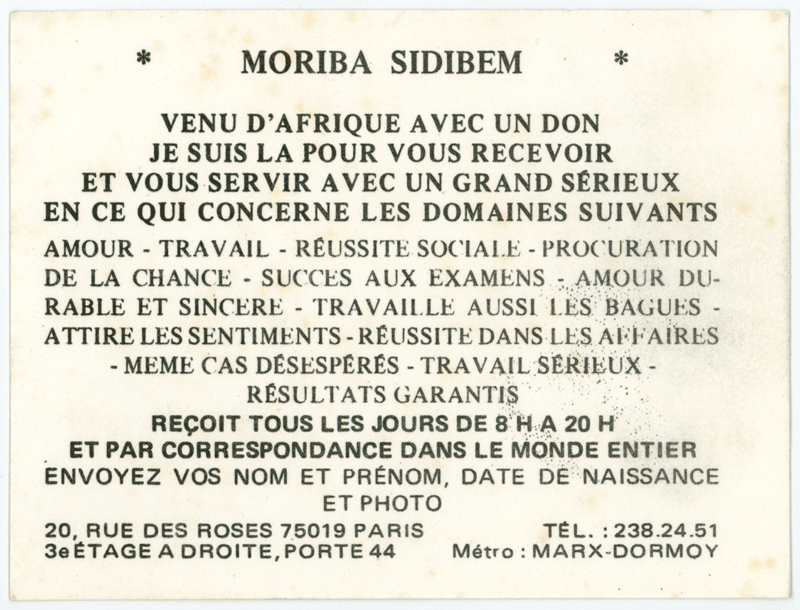 * MORIBA SIDIBEM *
VENU D'AFRIQUE AVEC UN DON
JE SUIS LA POUR VOUS RECEVOIR
ET VOUS SERVIR AVEC UN GRAND SÉRIEUX
EN CE QUI CONCERNE LES DOMAINES SUIVANTS
AMOUR - TRAVAIL - RÉUSSITE SOCIALE - PROCURATION
DE LA CHANCE - SUCCES AUX EXAMENS - AMOUR DU-
RABLE ET SINCERE - TRAVAILLE AUSSI LES BAGUES -
ATTIRE LES SENTIMENTS - RÉUSSITE DANS LES AFFAIRES
- MEME CAS DÉSESPÉRÉS - TRAVAIL SÉRIEUX -
RÉSULTATS GARANTIS
REÇOIT TOUS LES JOURS DE 8 H A 20 H
ET PAR CORRESPONDANCE DANS LE MONDE ENTIER
ENVOYEZ VOS NOM ET PRÉNOM, DATE DE NAISSANCE
ET PHOTO
20, RUE DES ROSES 75019 PARIS TÉL. : 238.24.51
3e ÉTAGE A DROITE, PORTE 44 Métro : MARX-DORMOY